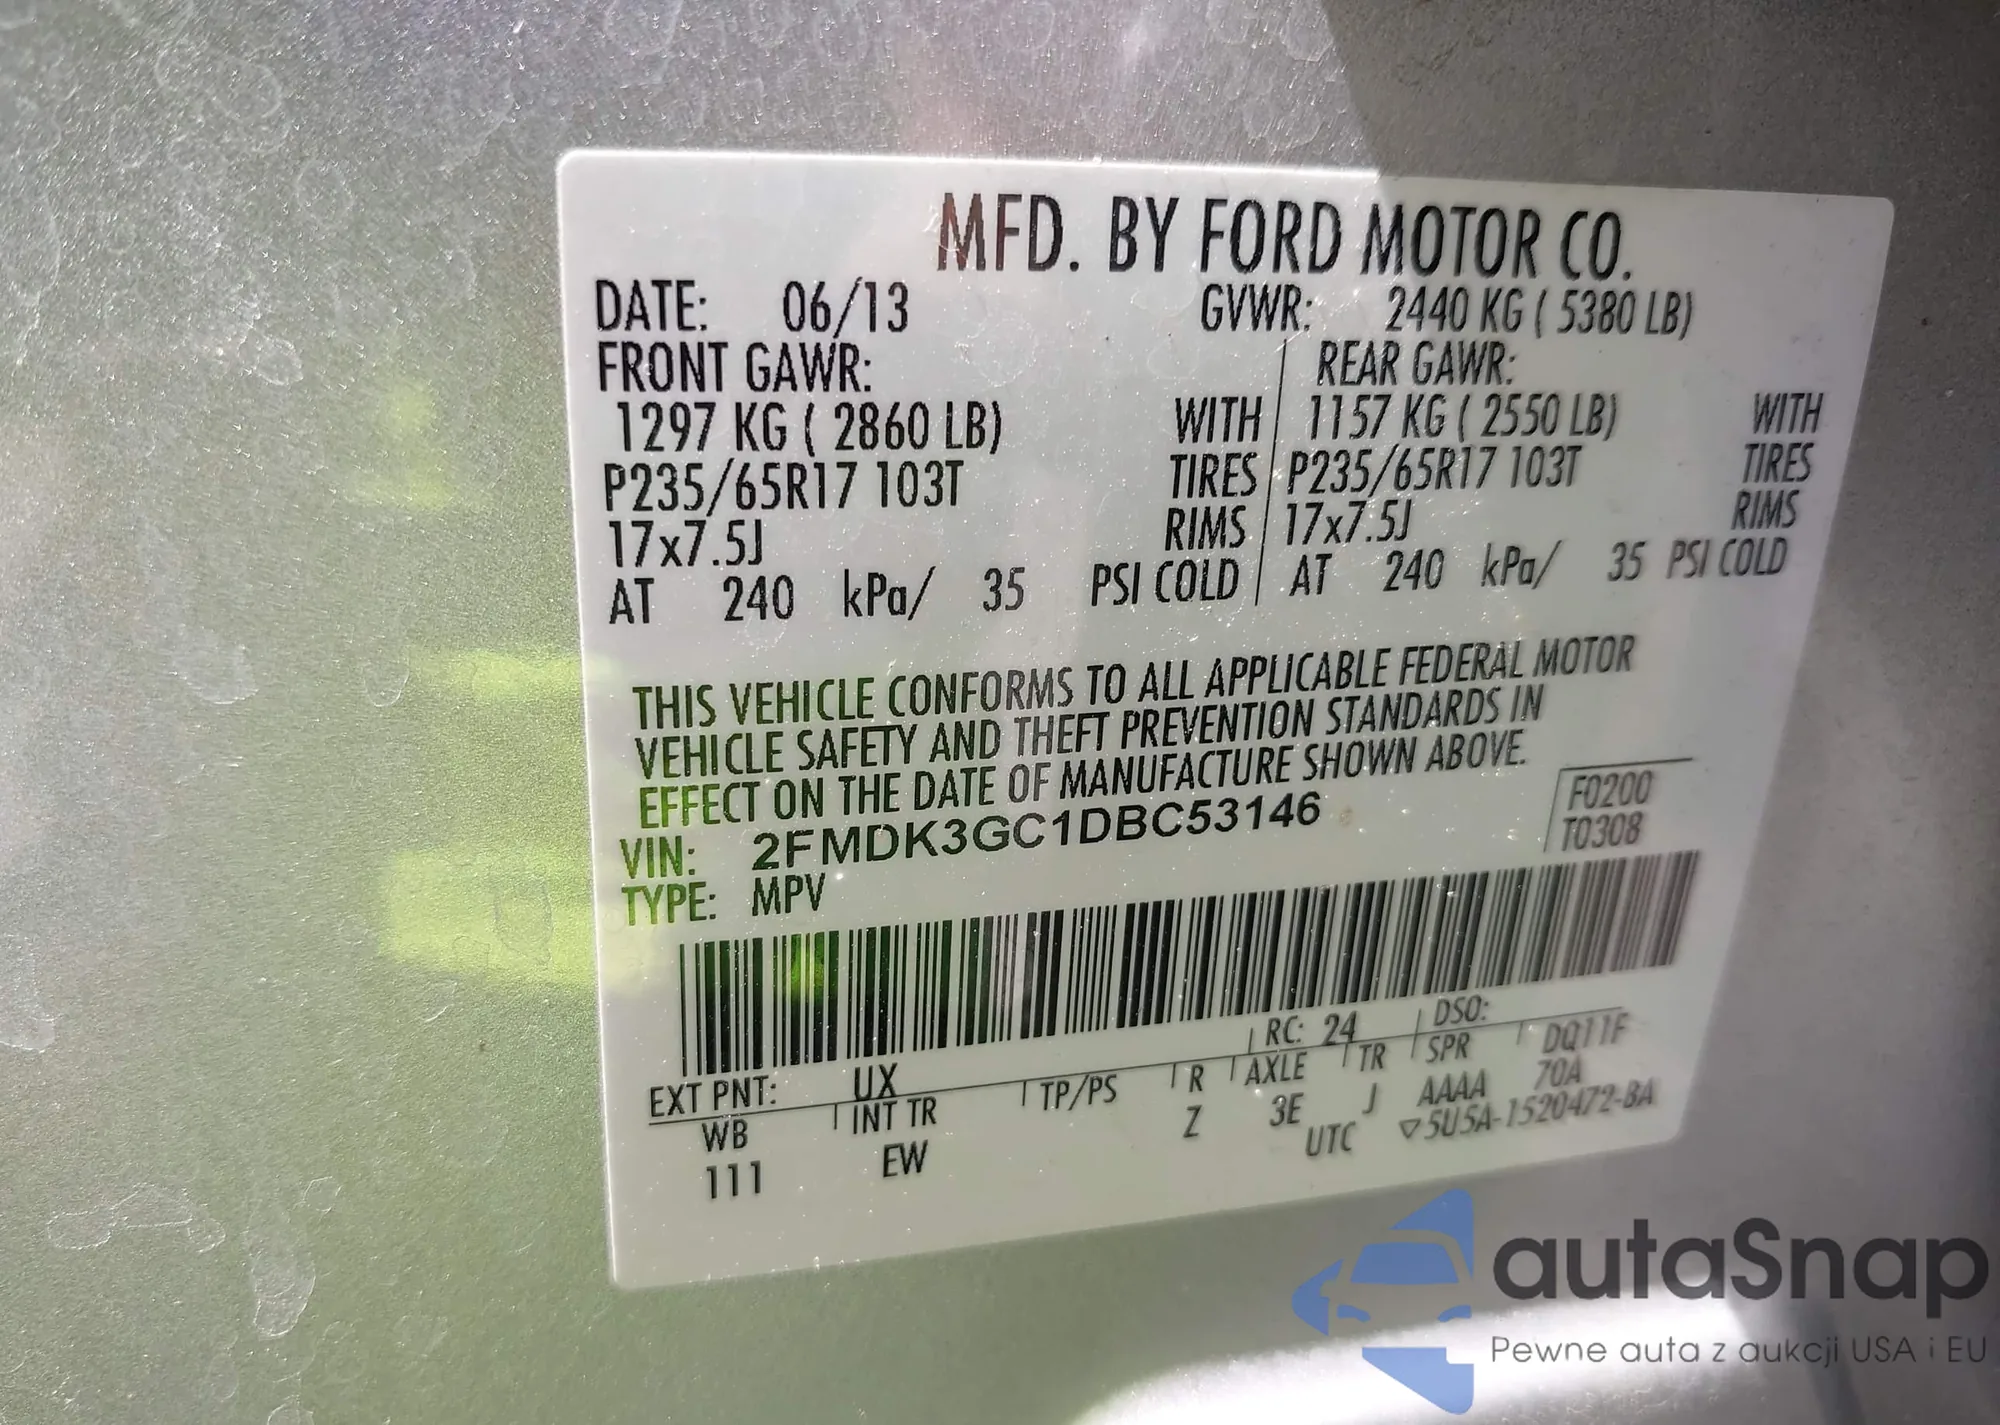 MFD. BY FORD MOTOR CO.
DATE: 06/13 GVWR: 2440 KG ( 5380 LB)
FRONT GAWR: REAR GAWR:
1297 KG ( 2860 LB) WITH 1157 KG ( 2550 LB) WITH
P235/65R17 103T TIRES P235/65R17 103T TIRES
17x7.5J RIMS 17x7.5J RIMS
AT 240 kPa/ 35 PSI COLD AT 240 kPa/ 35 PSI COLD
THIS VEHICLE CONFORMS TO ALL APPLICABLE FEDERAL MOTOR
VEHICLE SAFETY AND THEFT PREVENTION STANDARDS IN
EFFECT ON THE DATE OF MANUFACTURE SHOWN ABOVE.
VIN: 2FMDK3GC1DBC53146 F0200
TYPE: MPV T0308
EXT PNT: UX RC: 24 DSO:
WB INT TR TP/PS R AXLE TR SPR DQ11F
111 EW Z 3E J AAAA 70A
UTC ▽5U5A-1520472-BA
autaSnap
Pewne auta z aukcji USA i EU